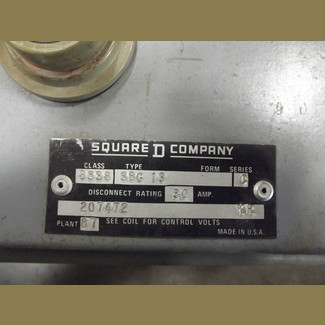 SQUARE D COMPANY
CLASS TYPE FORM SERIES
8538 SBG 13 C
DISCONNECT RATING 30 AMP.
207472
PLANT 87 SEE COIL FOR CONTROL VOLTS
MADE IN U.S.A.